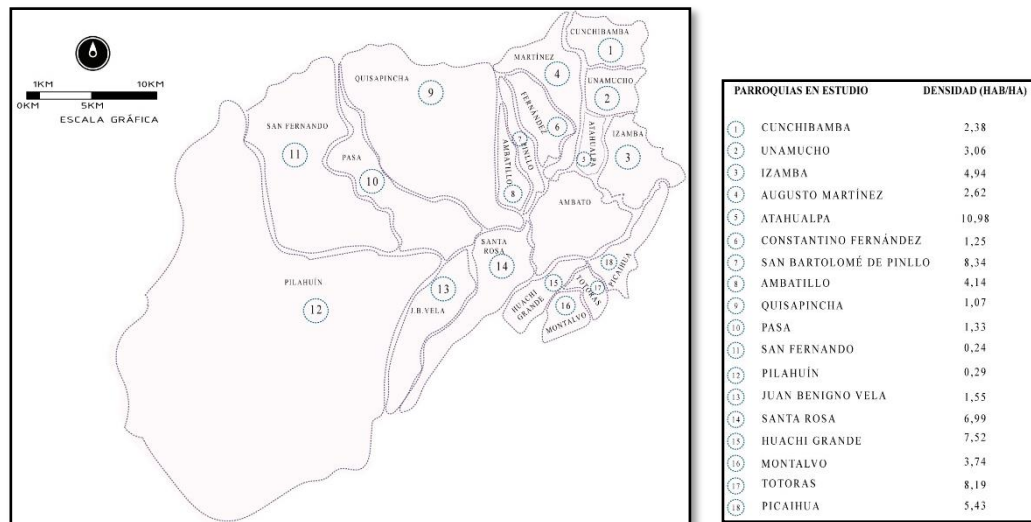 1KM 10KM
0KM 5KM
ESCALA GRÁFICA
CUNCHIBAMBA
1
MARTÍNEZ
4
QUISAPINCHA
9
UNAMUCHO
2
FERNÁNDEZ
6
SAN FERNANDO
11
PINLLO
7
ATAHUALPA
5
IZAMBA
3
PASA
10
AMBATILLO
8
AMBATO
SANTA
ROSA
14
PILAHUÍN
12
13
J.B.VELA
18
PICAIHUA
15
HUACHI
GRANDE
TOTORAS
17
16
MONTALVO
PARROQUIAS EN ESTUDIO DENSIDAD (HAB/HA)
1 CUNCHIBAMBA 2,38
2 UNAMUCHO 3,06
3 IZAMBA 4,94
4 AUGUSTO MARTÍNEZ 2,62
5 ATAHUALPA 10,98
6 CONSTANTINO FERNÁNDEZ 1,25
7 SAN BARTOLOMÉ DE PINLLO 8,34
8 AMBATILLO 4,14
9 QUISAPINCHA 1,07
10 PASA 1,33
11 SAN FERNANDO 0,24
12 PILAHUÍN 0,29
13 JUAN BENIGNO VELA 1,55
14 SANTA ROSA 6,99
15 HUACHI GRANDE 7,52
16 MONTALVO 3,74
17 TOTORAS 8,19
18 PICAIHUA 5,43